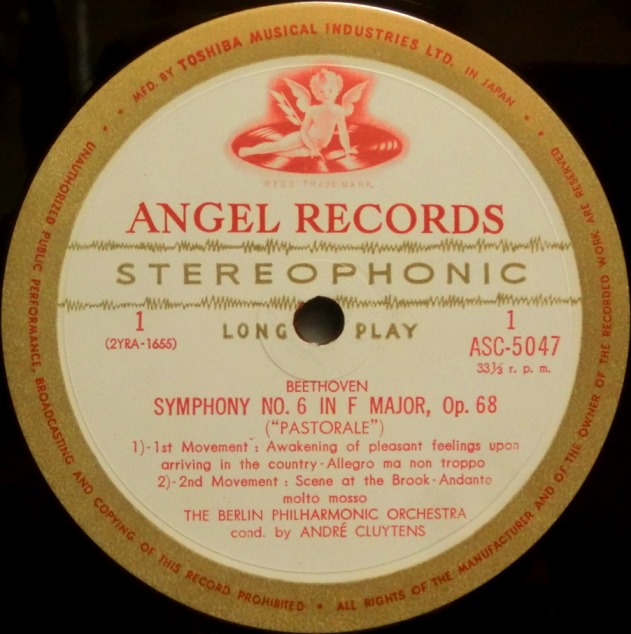 MFD. BY TOSHIBA MUSICAL INDUSTRIES LTD. IN JAPAN
UNAUTHORIZED PUBLIC PERFORMANCE, BROADCASTING AND COPYING OF THIS RECORD PROHIBITED • ALL RIGHTS OF THE MANUFACTURER AND OF THE OWNER OF THE RECORDED WORK ARE RESERVED
REGD TRADE MARK.
ANGEL RECORDS
STEREOPHONIC
LONG PLAY
1
(2YRA-1655)
1
ASC-5047
33⅓ r. p. m.
BEETHOVEN
SYMPHONY NO. 6 IN F MAJOR, Op. 68
("PASTORALE")
1)-1st Movement : Awakening of pleasant feelings upon
arriving in the country-Allegro ma non troppo
2)-2nd Movement : Scene at the Brook-Andanto
molto mosso
THE BERLIN PHILHARMONIC ORCHESTRA
cond. by ANDRÉ CLUYTENS